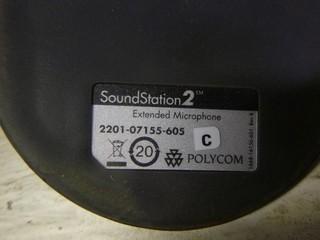 SoundStation2™
Extended Microphone
2201-07155-605
C
20
POLYCOM